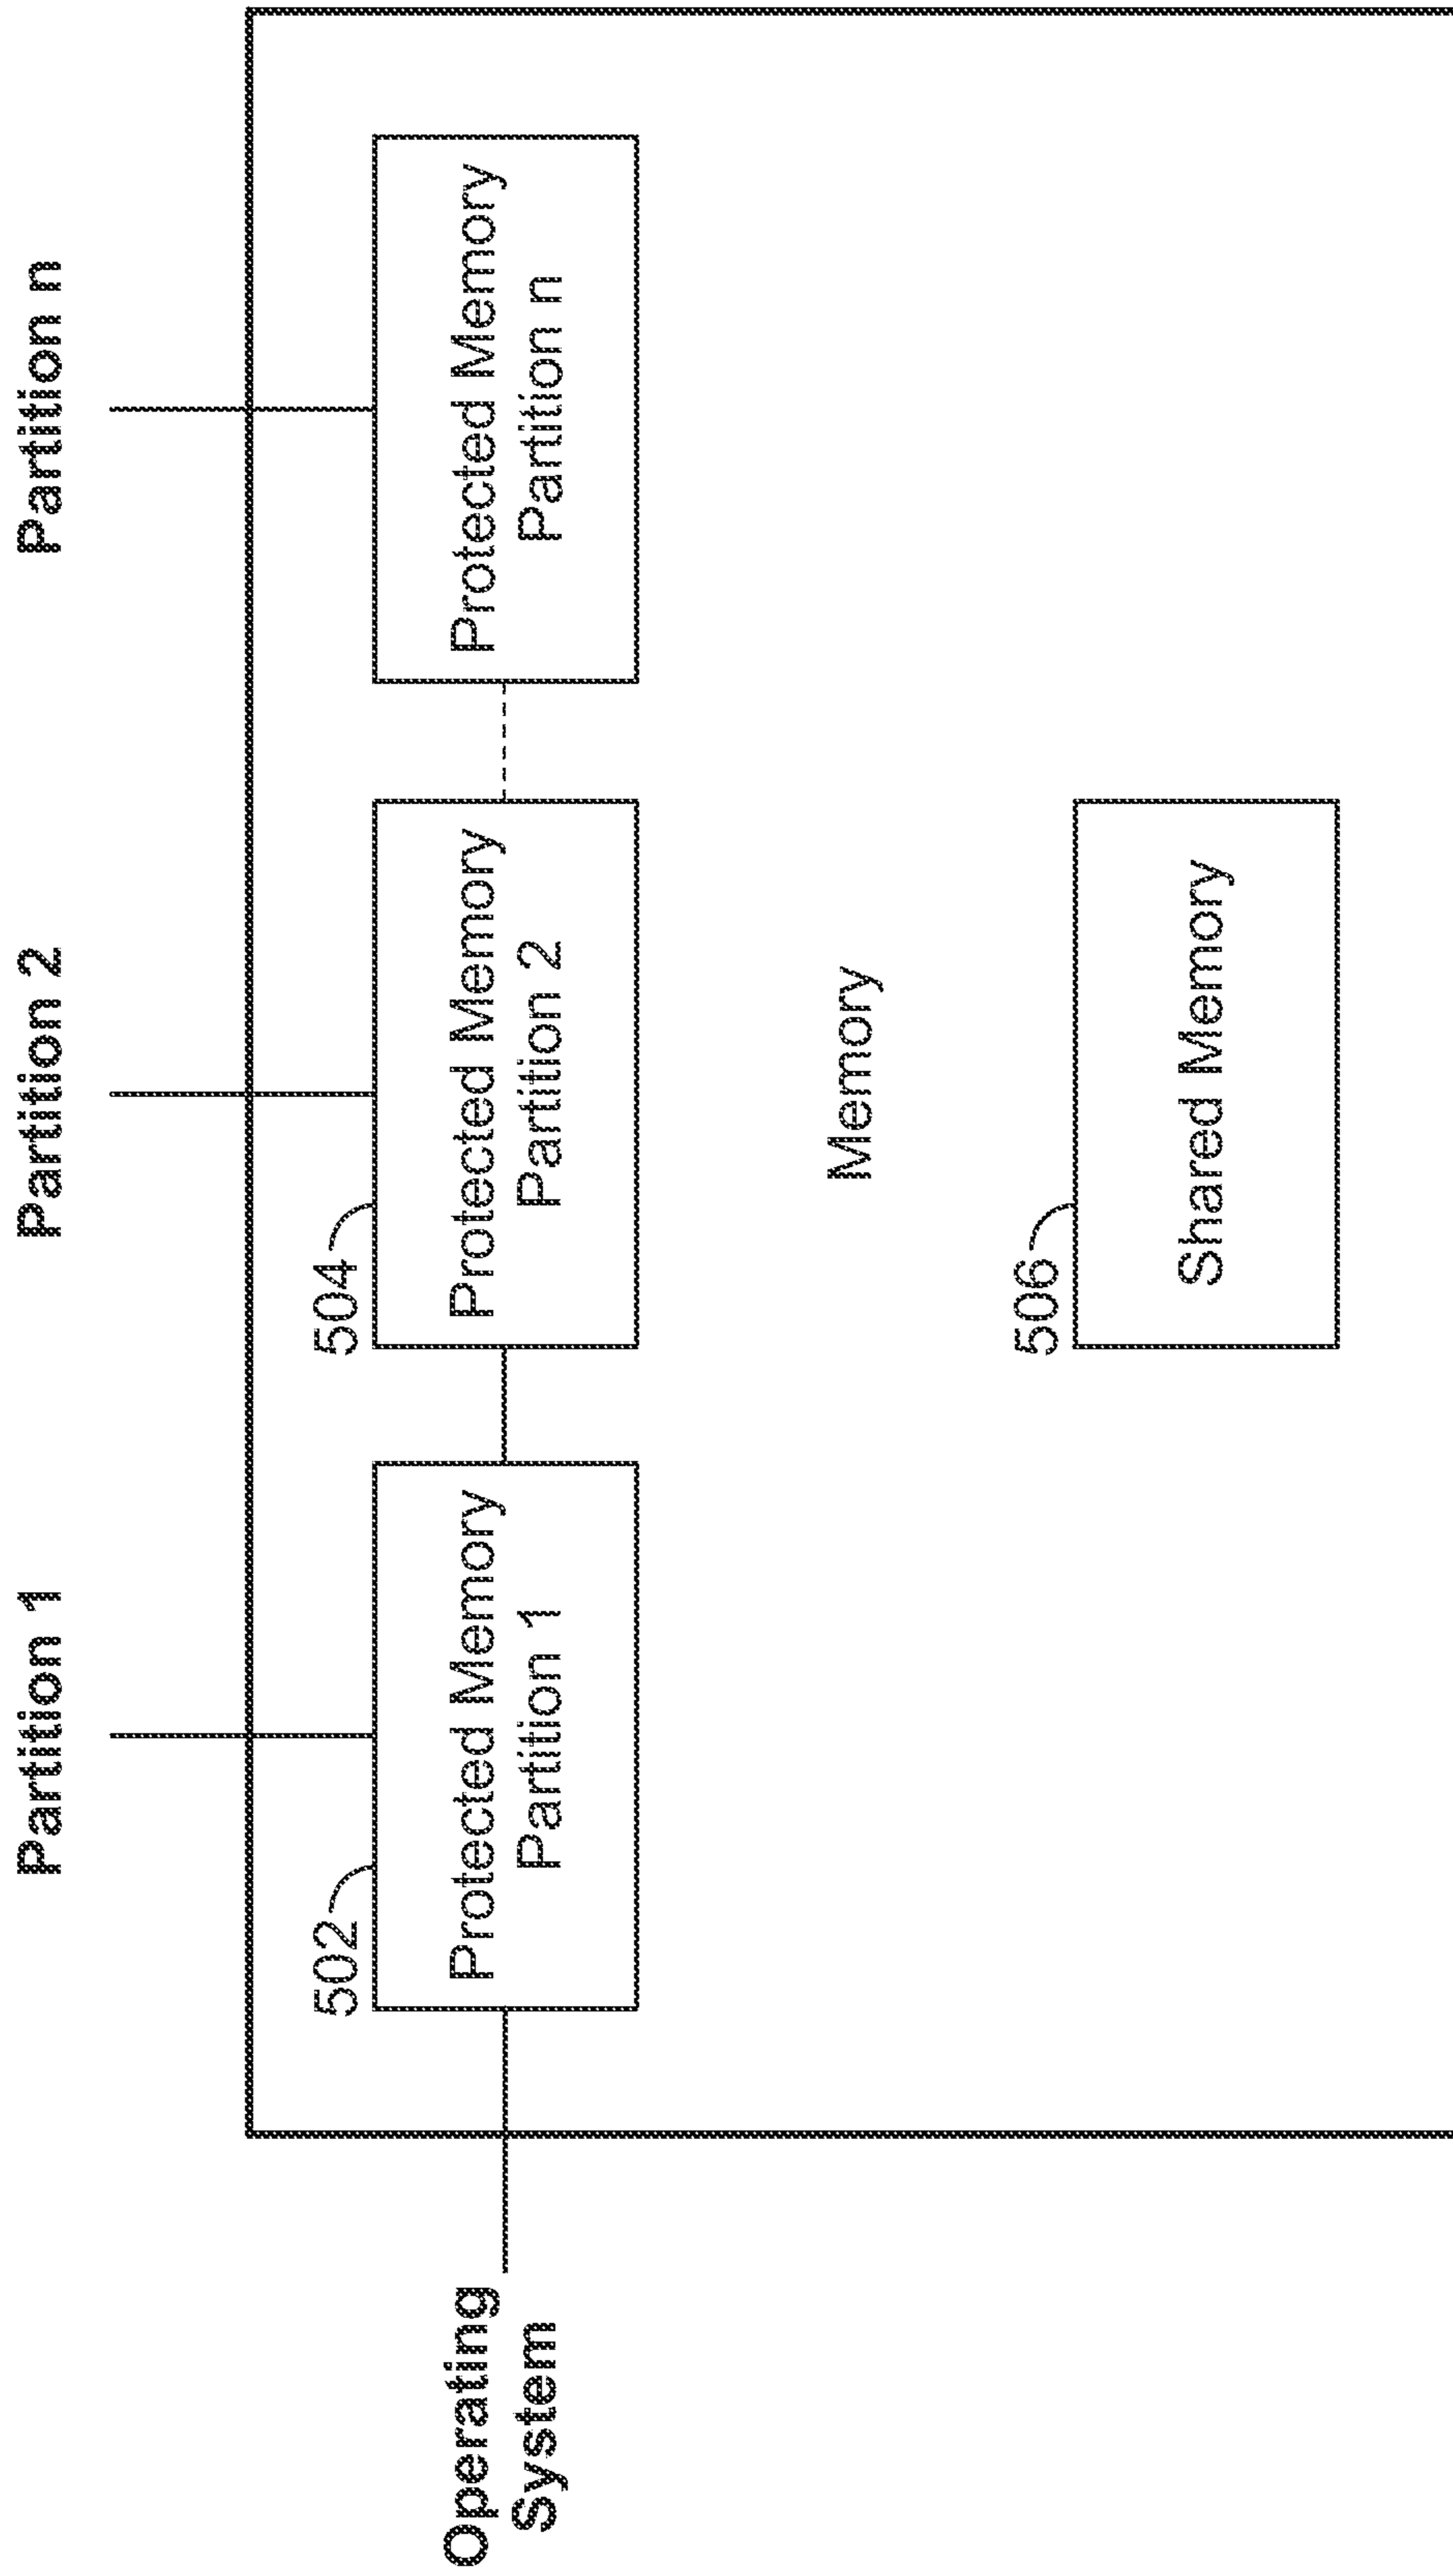 Partition 1
Partition 2
Partition n
502
504
Operating
System
Protected Memory
Partition 1
Protected Memory
Partition 2
Protected Memory
Partition n
Memory
506
Shared Memory